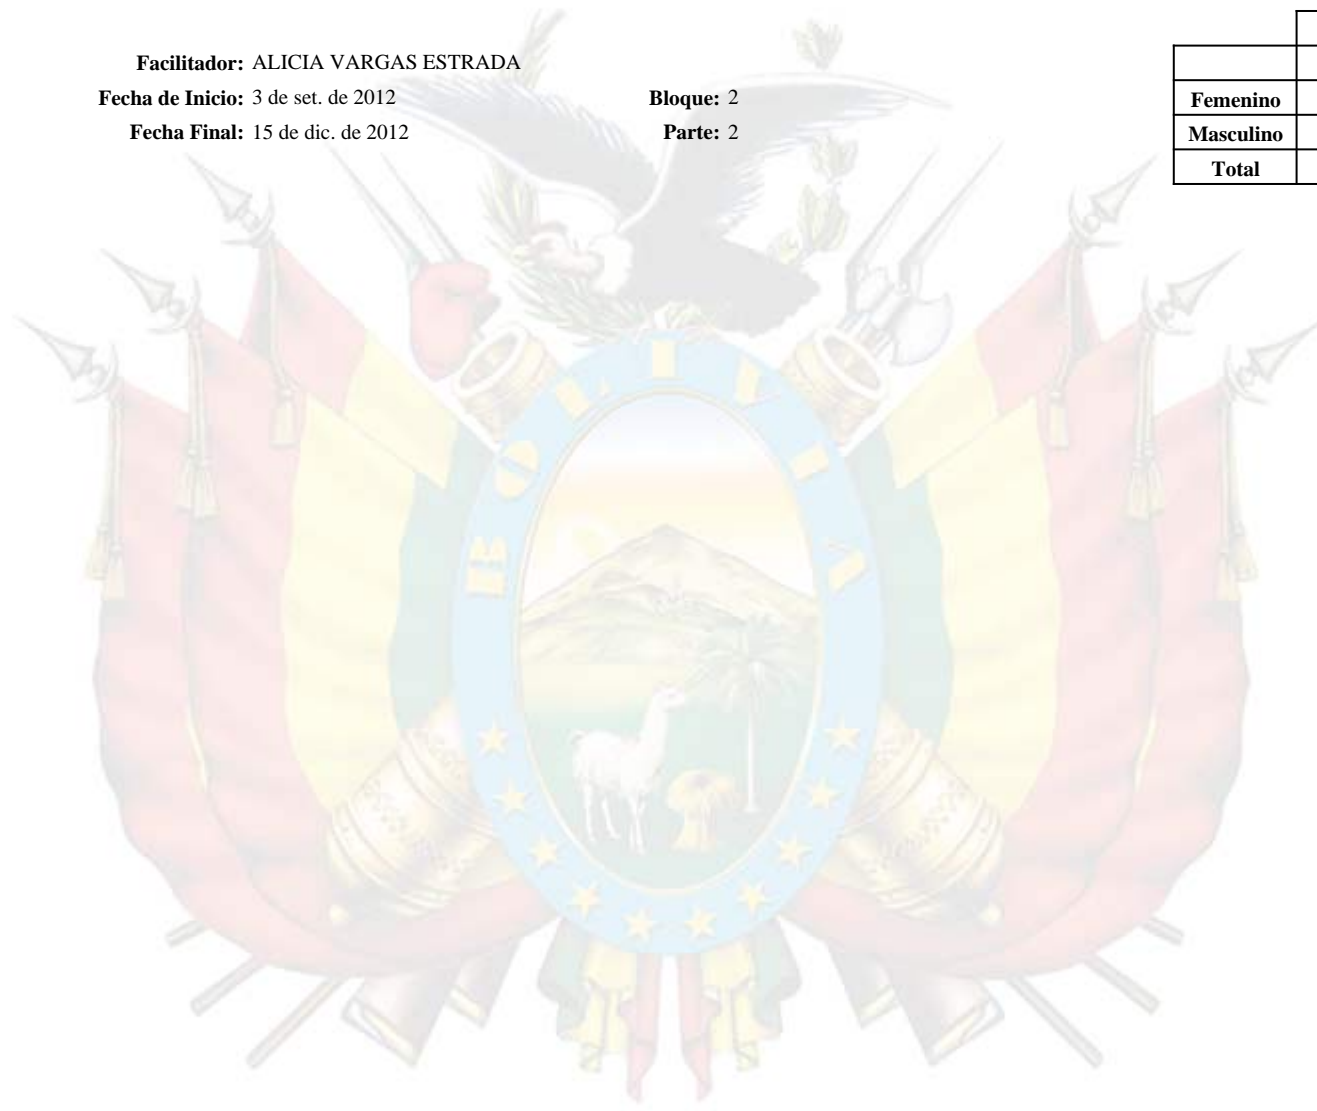 Facilitador: ALICIA VARGAS ESTRADA
Fecha de Inicio: 3 de set. de 2012 Bloque: 2
Fecha Final: 15 de dic. de 2012 Parte: 2
Femenino
Masculino
Total
BOLIVIA